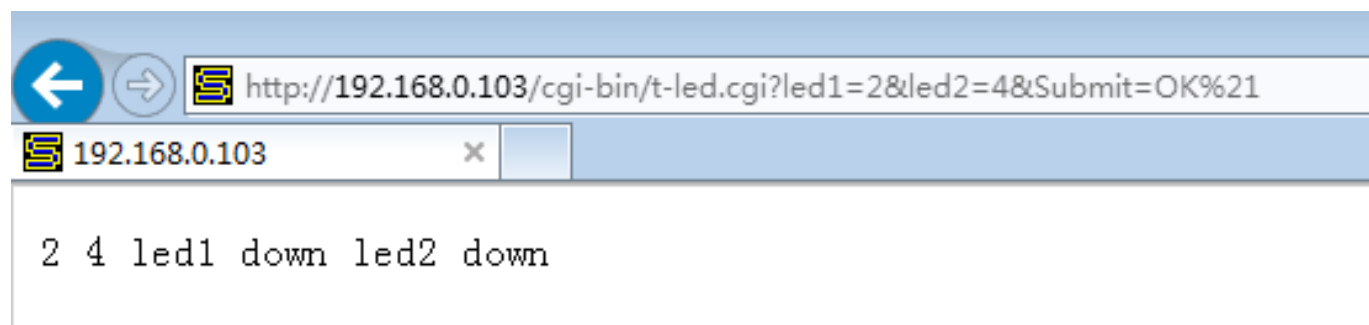 http://192.168.0.103/cgi-bin/t-led.cgi?led1=2&led2=4&Submit=OK%21
192.168.0.103
2 4 led1 down led2 down